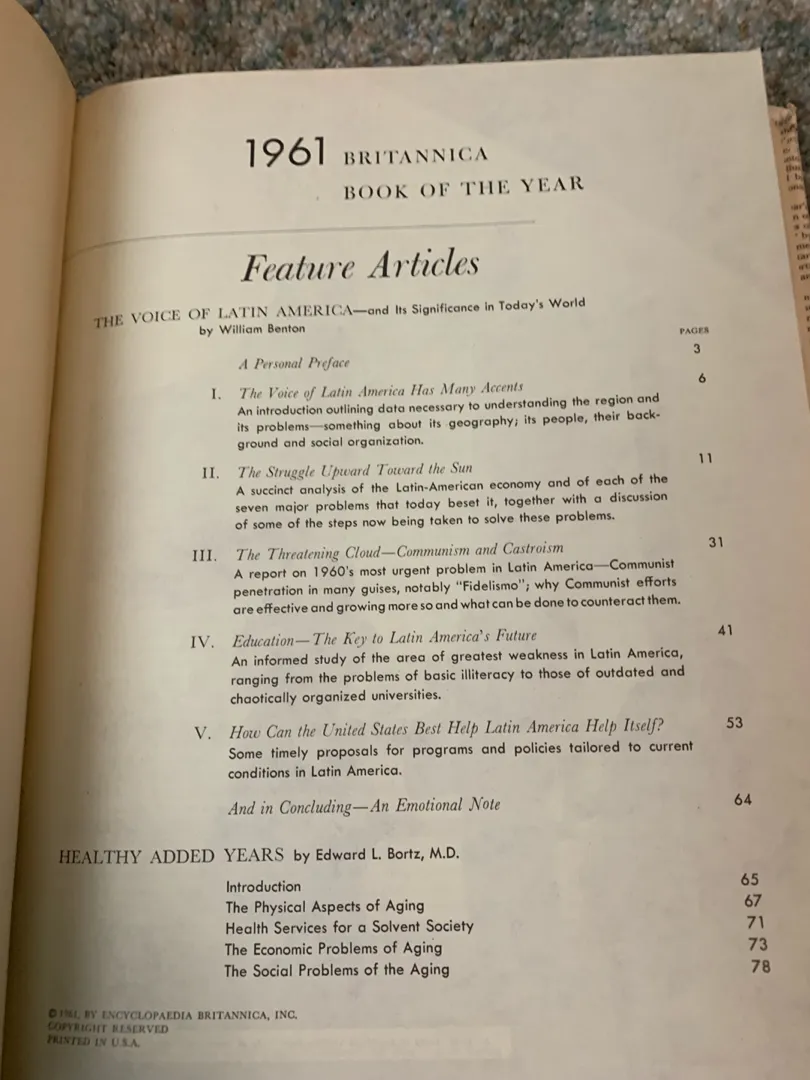 1961 BRITANNICA
BOOK OF THE YEAR
Feature Articles
THE VOICE OF LATIN AMERICA—and Its Significance in Today's World
by William Benton
PAGES
A Personal Preface 3
I. The Voice of Latin America Has Many Accents 6
An introduction outlining data necessary to understanding the region and
its problems—something about its geography; its people, their back-
ground and social organization.
II. The Struggle Upward Toward the Sun 11
A succinct analysis of the Latin-American economy and of each of the
seven major problems that today beset it, together with a discussion
of some of the steps now being taken to solve these problems.
III. The Threatening Cloud—Communism and Castroism 31
A report on 1960's most urgent problem in Latin America—Communist
penetration in many guises, notably "Fidelismo"; why Communist efforts
are effective and growing more so and what can be done to counteract them.
IV. Education—The Key to Latin America's Future 41
An informed study of the area of greatest weakness in Latin America,
ranging from the problems of basic illiteracy to those of outdated and
chaotically organized universities.
V. How Can the United States Best Help Latin America Help Itself? 53
Some timely proposals for programs and policies tailored to current
conditions in Latin America.
And in Concluding—An Emotional Note 64
HEALTHY ADDED YEARS by Edward L. Bortz, M.D.
Introduction 65
The Physical Aspects of Aging 67
Health Services for a Solvent Society 71
The Economic Problems of Aging 73
The Social Problems of the Aging 78
© 1961, BY ENCYCLOPAEDIA BRITANNICA, INC.
COPYRIGHT RESERVED
PRINTED IN U.S.A.